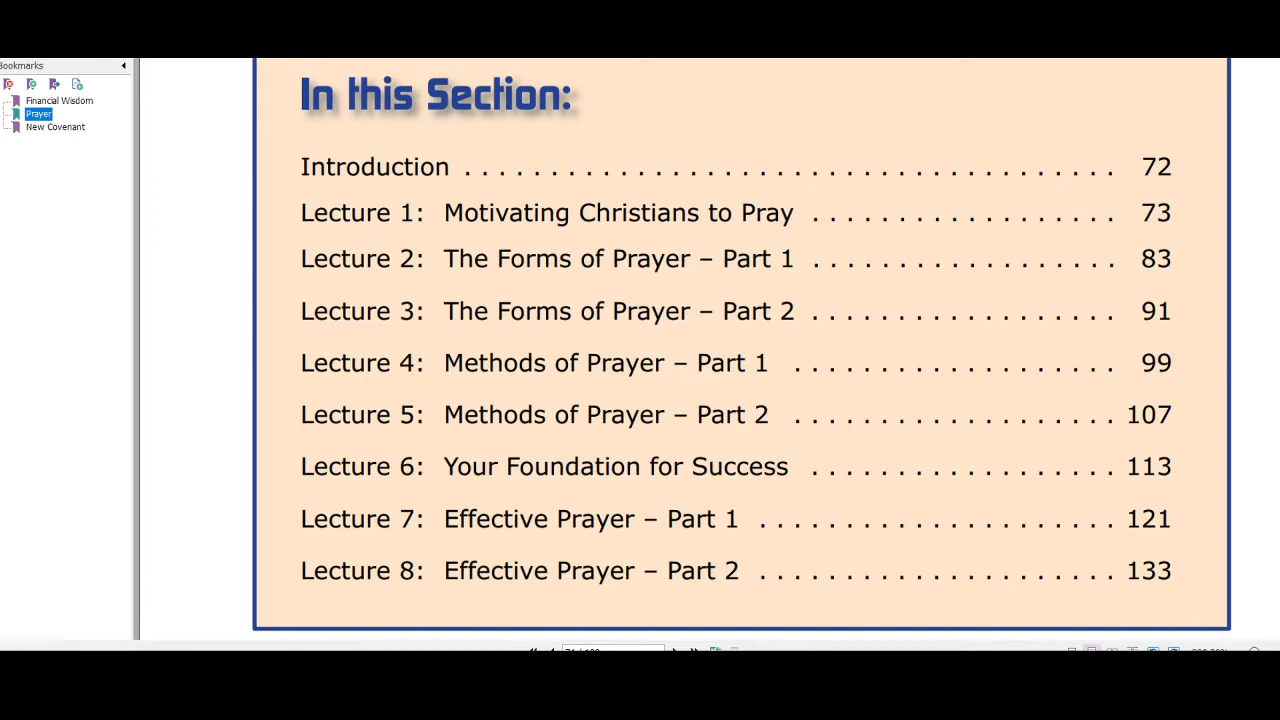 Bookmarks
Financial Wisdom
Prayer
New Covenant
In this Section:
Introduction . . . . . . . . . . . . . . . . . . . . . . . . . . . . . . . . . . . . . . 72
Lecture 1: Motivating Christians to Pray . . . . . . . . . . . . . . . . . . 73
Lecture 2: The Forms of Prayer – Part 1 . . . . . . . . . . . . . . . . . . 83
Lecture 3: The Forms of Prayer – Part 2 . . . . . . . . . . . . . . . . . . 91
Lecture 4: Methods of Prayer – Part 1 . . . . . . . . . . . . . . . . . . . 99
Lecture 5: Methods of Prayer – Part 2 . . . . . . . . . . . . . . . . . . . 107
Lecture 6: Your Foundation for Success . . . . . . . . . . . . . . . . . . 113
Lecture 7: Effective Prayer – Part 1 . . . . . . . . . . . . . . . . . . . . . 121
Lecture 8: Effective Prayer – Part 2 . . . . . . . . . . . . . . . . . . . . . 133